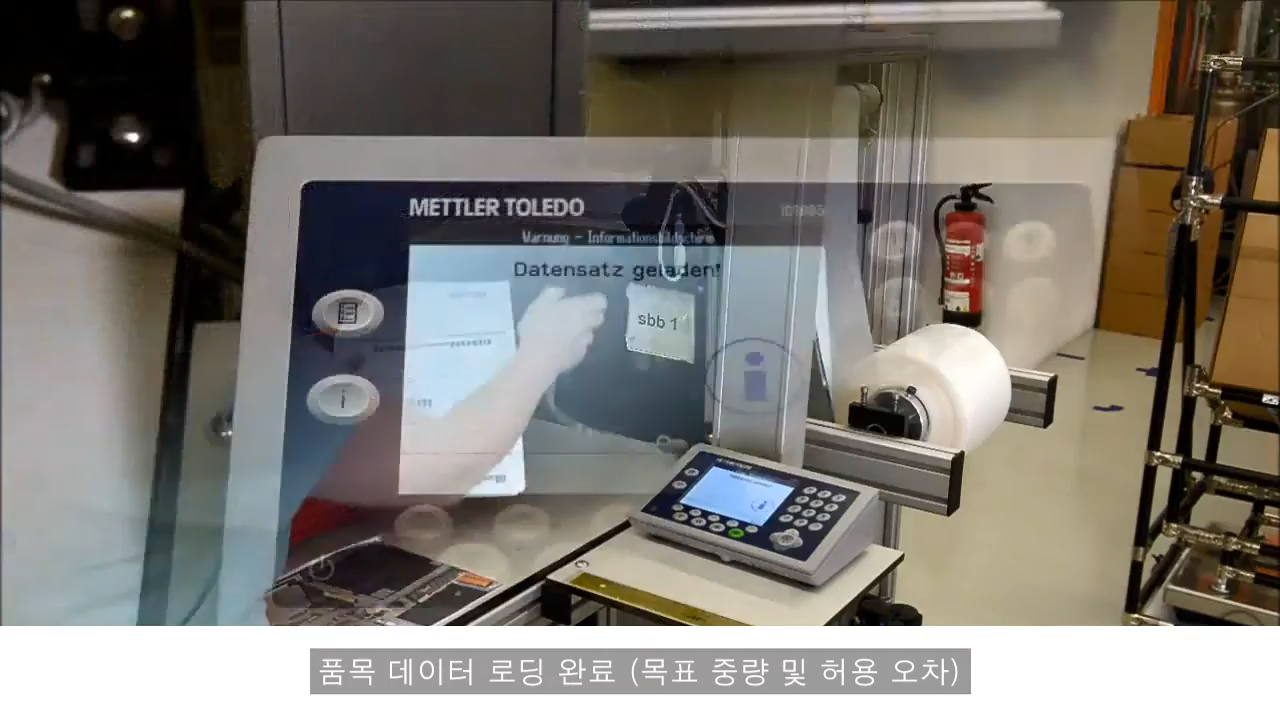 METTLER TOLEDO
Warnung - Informationsbildschirm
Datensatz geladen!
sbb 1
품목 데이터 로딩 완료 (목표 중량 및 허용 오차)